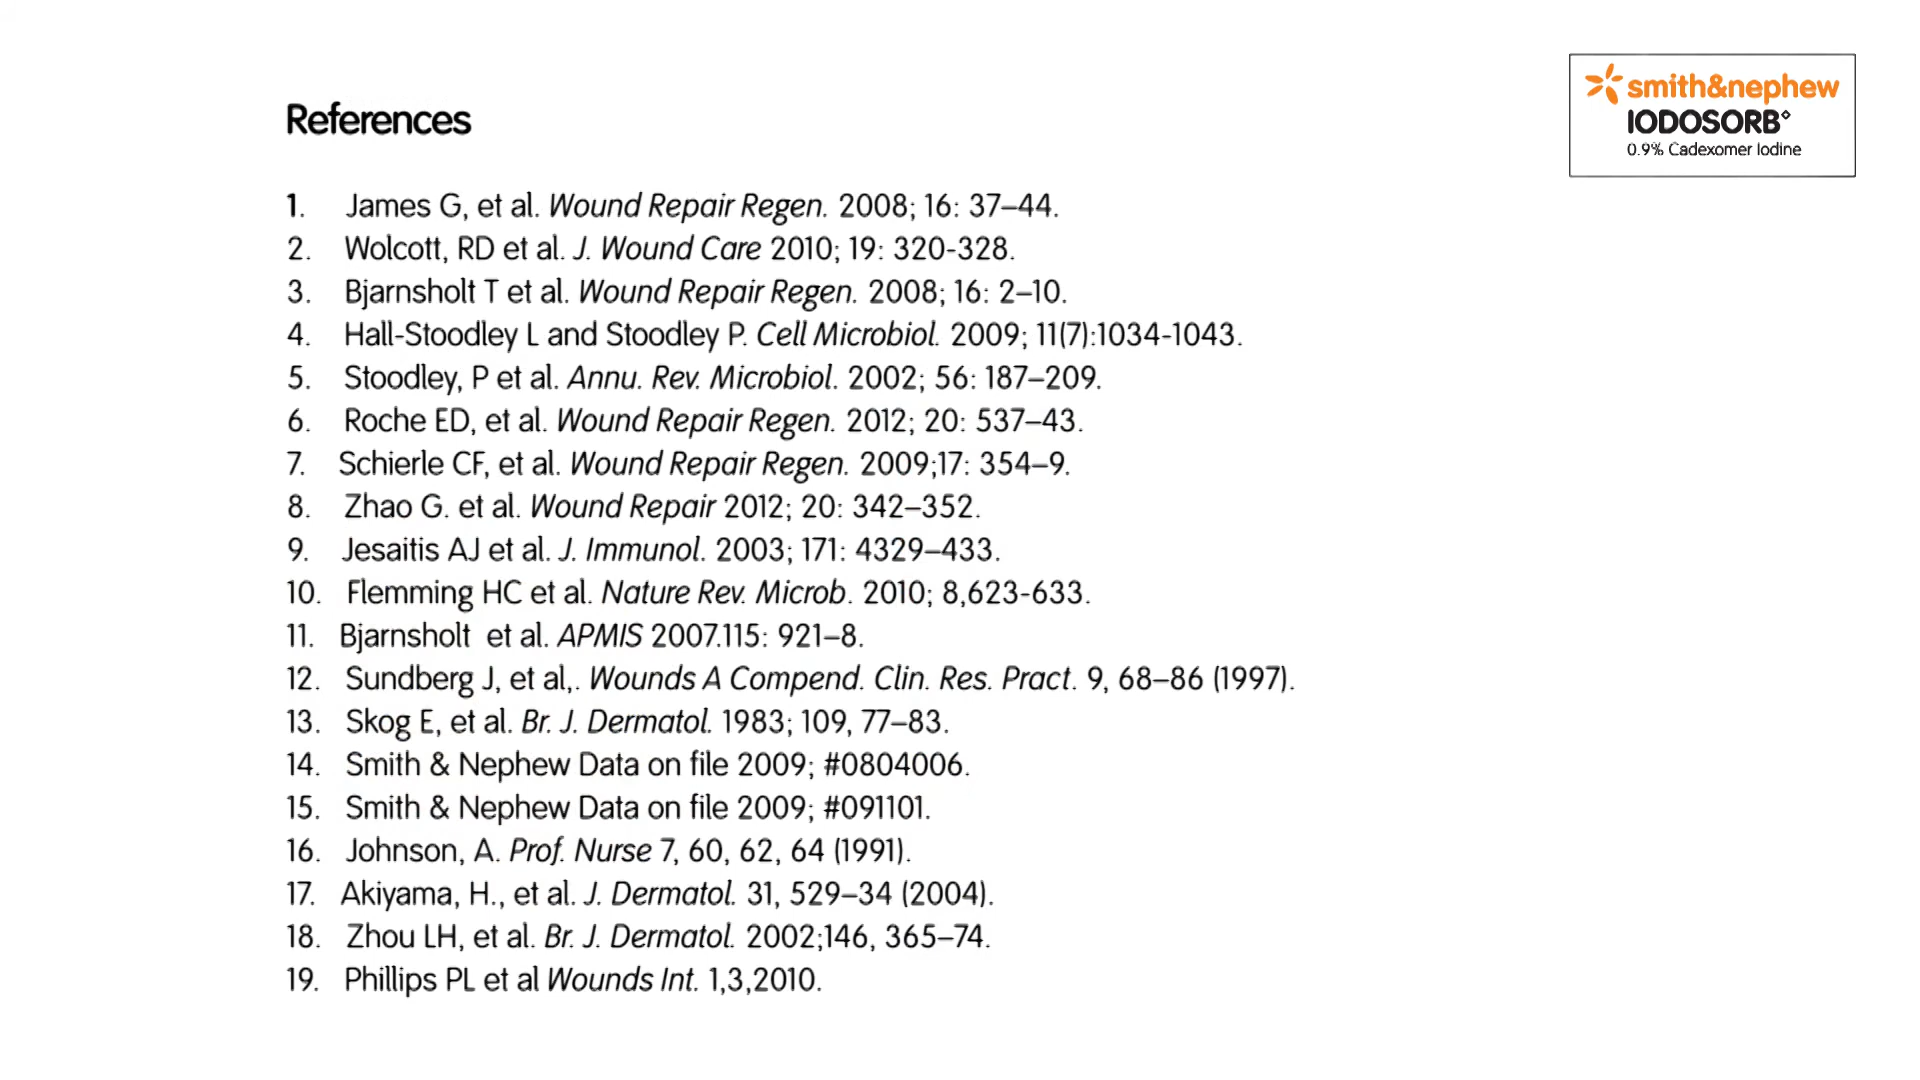 smith&nephew
IODOSORB◊
0.9% Cadexomer Iodine
References
1. James G, et al. Wound Repair Regen. 2008; 16: 37–44.
2. Wolcott, RD et al. J. Wound Care 2010; 19: 320-328.
3. Bjarnsholt T et al. Wound Repair Regen. 2008; 16: 2–10.
4. Hall-Stoodley L and Stoodley P. Cell Microbiol. 2009; 11(7):1034-1043.
5. Stoodley, P et al. Annu. Rev. Microbiol. 2002; 56: 187–209.
6. Roche ED, et al. Wound Repair Regen. 2012; 20: 537–43.
7. Schierle CF, et al. Wound Repair Regen. 2009;17: 354–9.
8. Zhao G. et al. Wound Repair 2012; 20: 342–352.
9. Jesaitis AJ et al. J. Immunol. 2003; 171: 4329–433.
10. Flemming HC et al. Nature Rev. Microb. 2010; 8,623-633.
11. Bjarnsholt et al. APMIS 2007.115: 921–8.
12. Sundberg J, et al,. Wounds A Compend. Clin. Res. Pract. 9, 68–86 (1997).
13. Skog E, et al. Br. J. Dermatol. 1983; 109, 77–83.
14. Smith & Nephew Data on file 2009; #0804006.
15. Smith & Nephew Data on file 2009; #091101.
16. Johnson, A. Prof. Nurse 7, 60, 62, 64 (1991).
17. Akiyama, H., et al. J. Dermatol. 31, 529–34 (2004).
18. Zhou LH, et al. Br. J. Dermatol. 2002;146, 365–74.
19. Phillips PL et al Wounds Int. 1,3,2010.